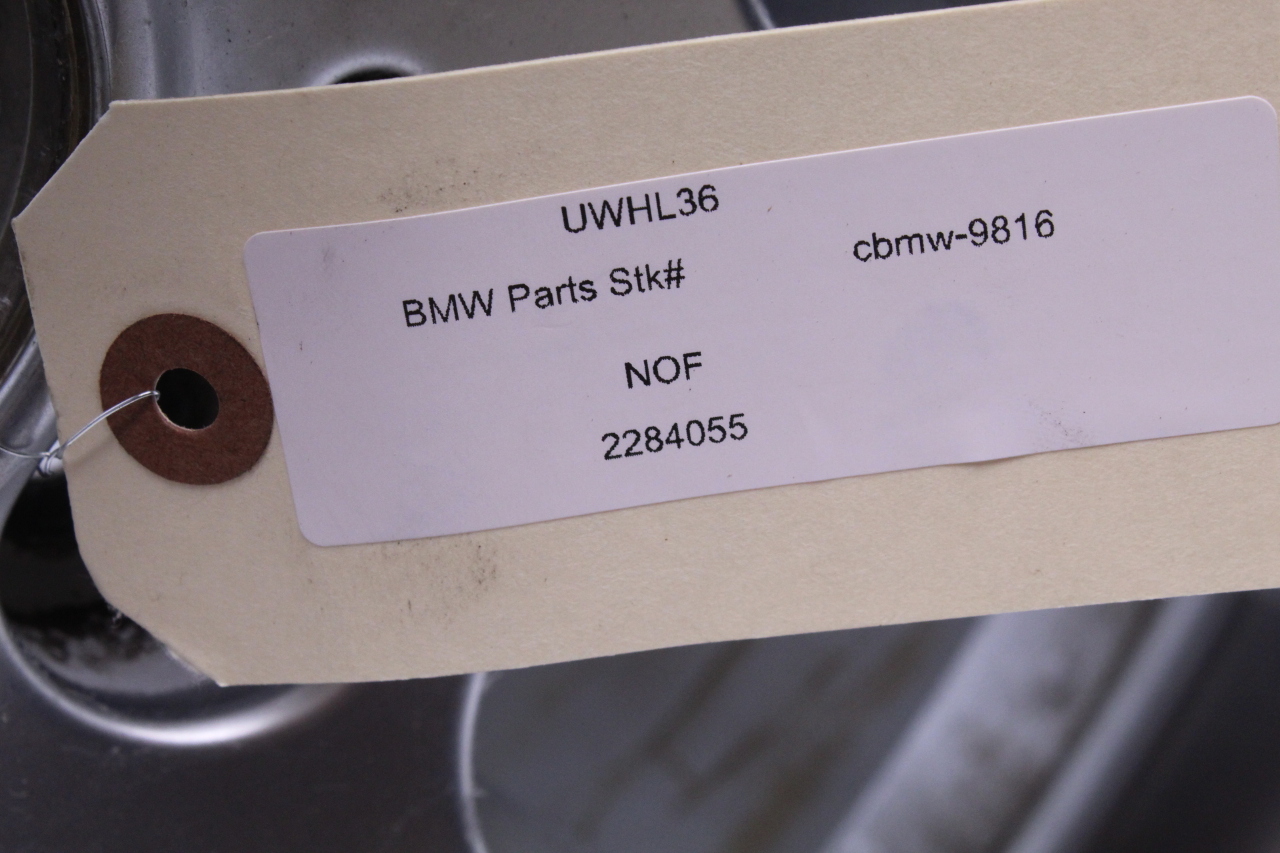 UWHL36
BMW Parts Stk# cbmw-9816
NOF
2284055